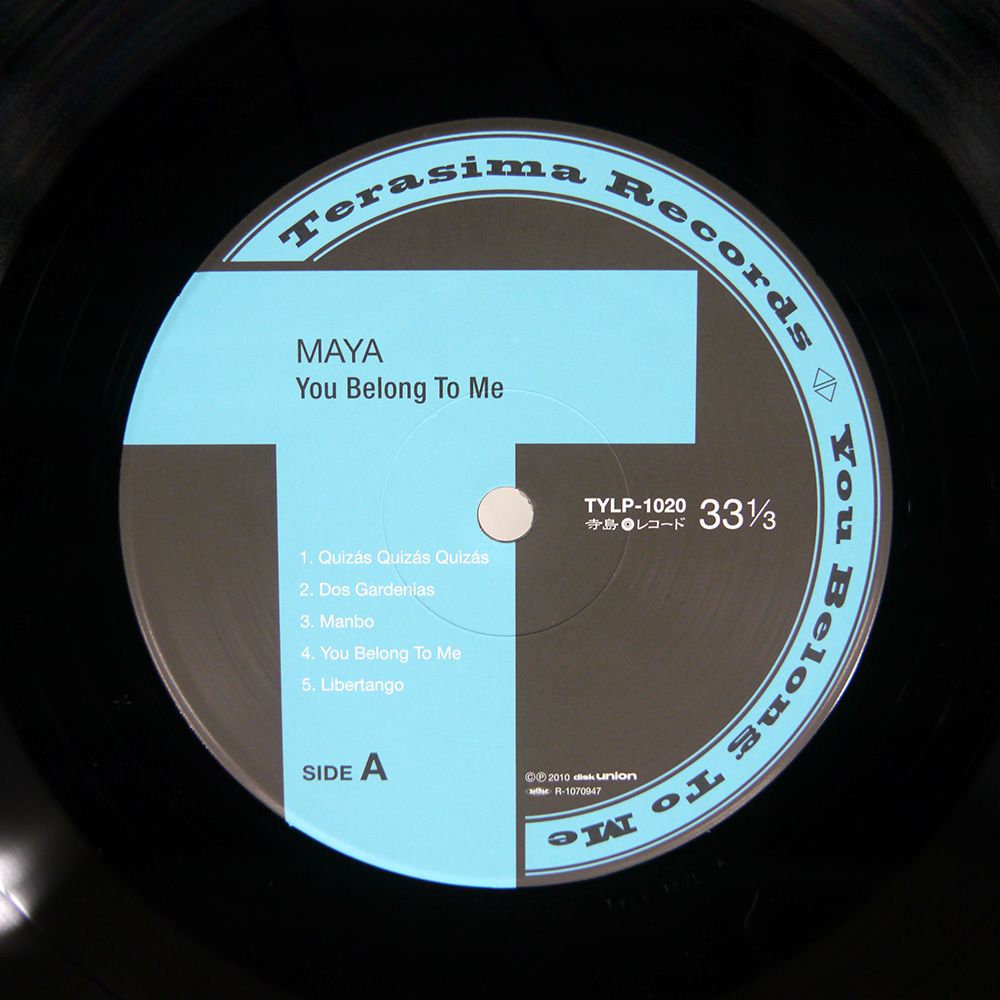 Terasima Records
You Belong To Me
MAYA
You Belong To Me
TYLP-1020
寺島レコード
33⅓
1. Quizás Quizás Quizás
2. Dos Gardenias
3. Manbo
4. You Belong To Me
5. Libertango
SIDE A
©℗ 2010 diskunion
R-1070947